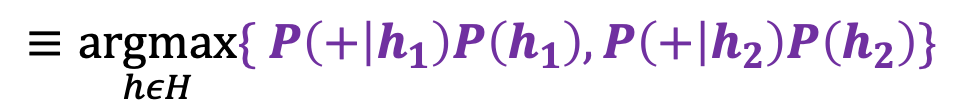 ≡ argmax{ P(+|h₁)P(h₁), P(+|h₂)P(h₂)}
hϵH